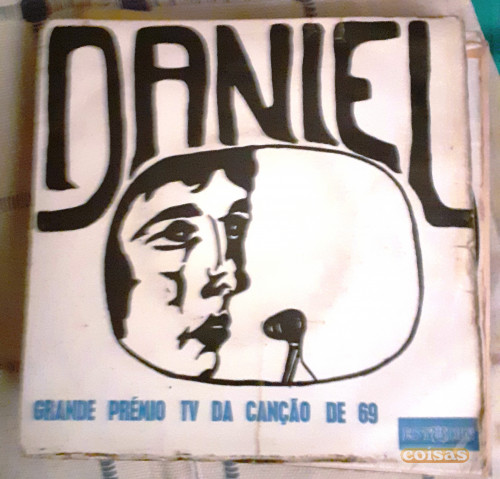 DANIEL
GRANDE PRÉMIO TV DA CANÇÃO DE 69
coisas